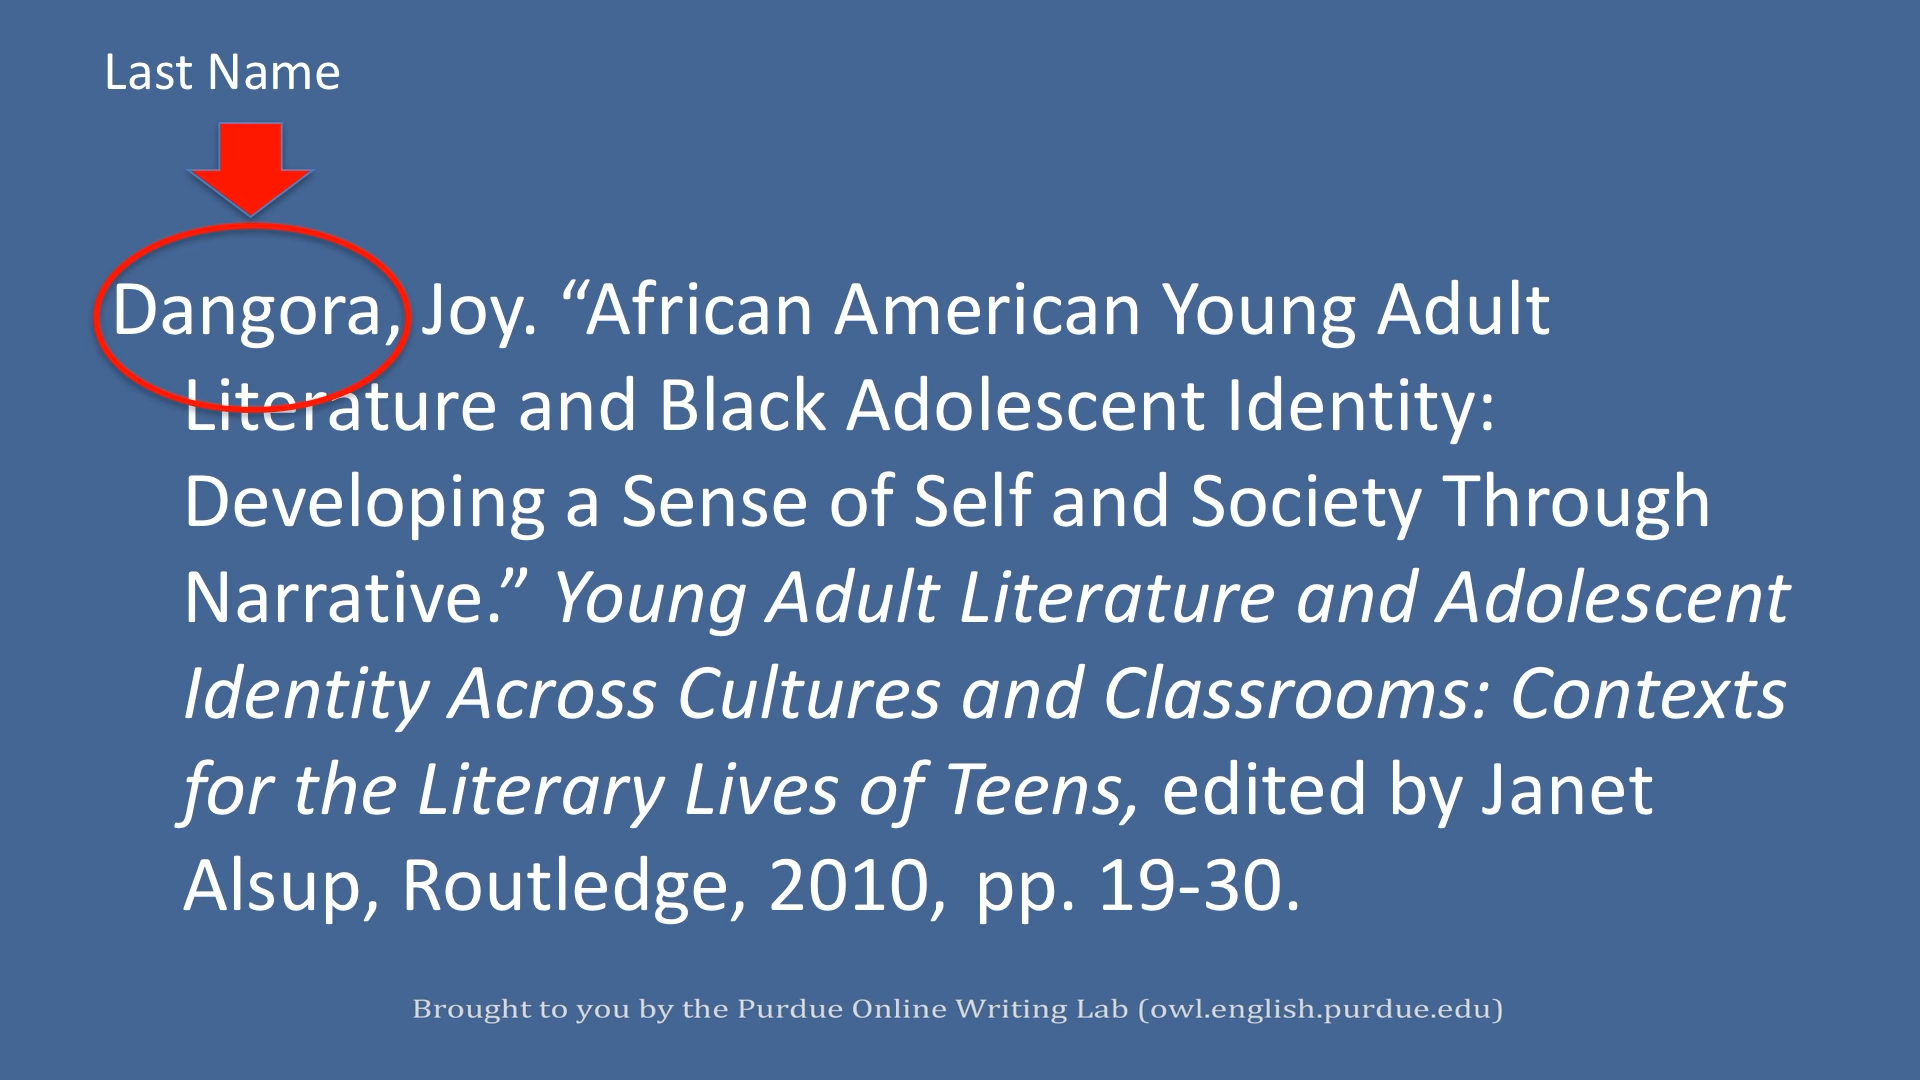 Last Name
Dangora, Joy. “African American Young Adult
Literature and Black Adolescent Identity:
Developing a Sense of Self and Society Through
Narrative.” Young Adult Literature and Adolescent
Identity Across Cultures and Classrooms: Contexts
for the Literary Lives of Teens, edited by Janet
Alsup, Routledge, 2010, pp. 19-30.
Brought to you by the Purdue Online Writing Lab (owl.english.purdue.edu)